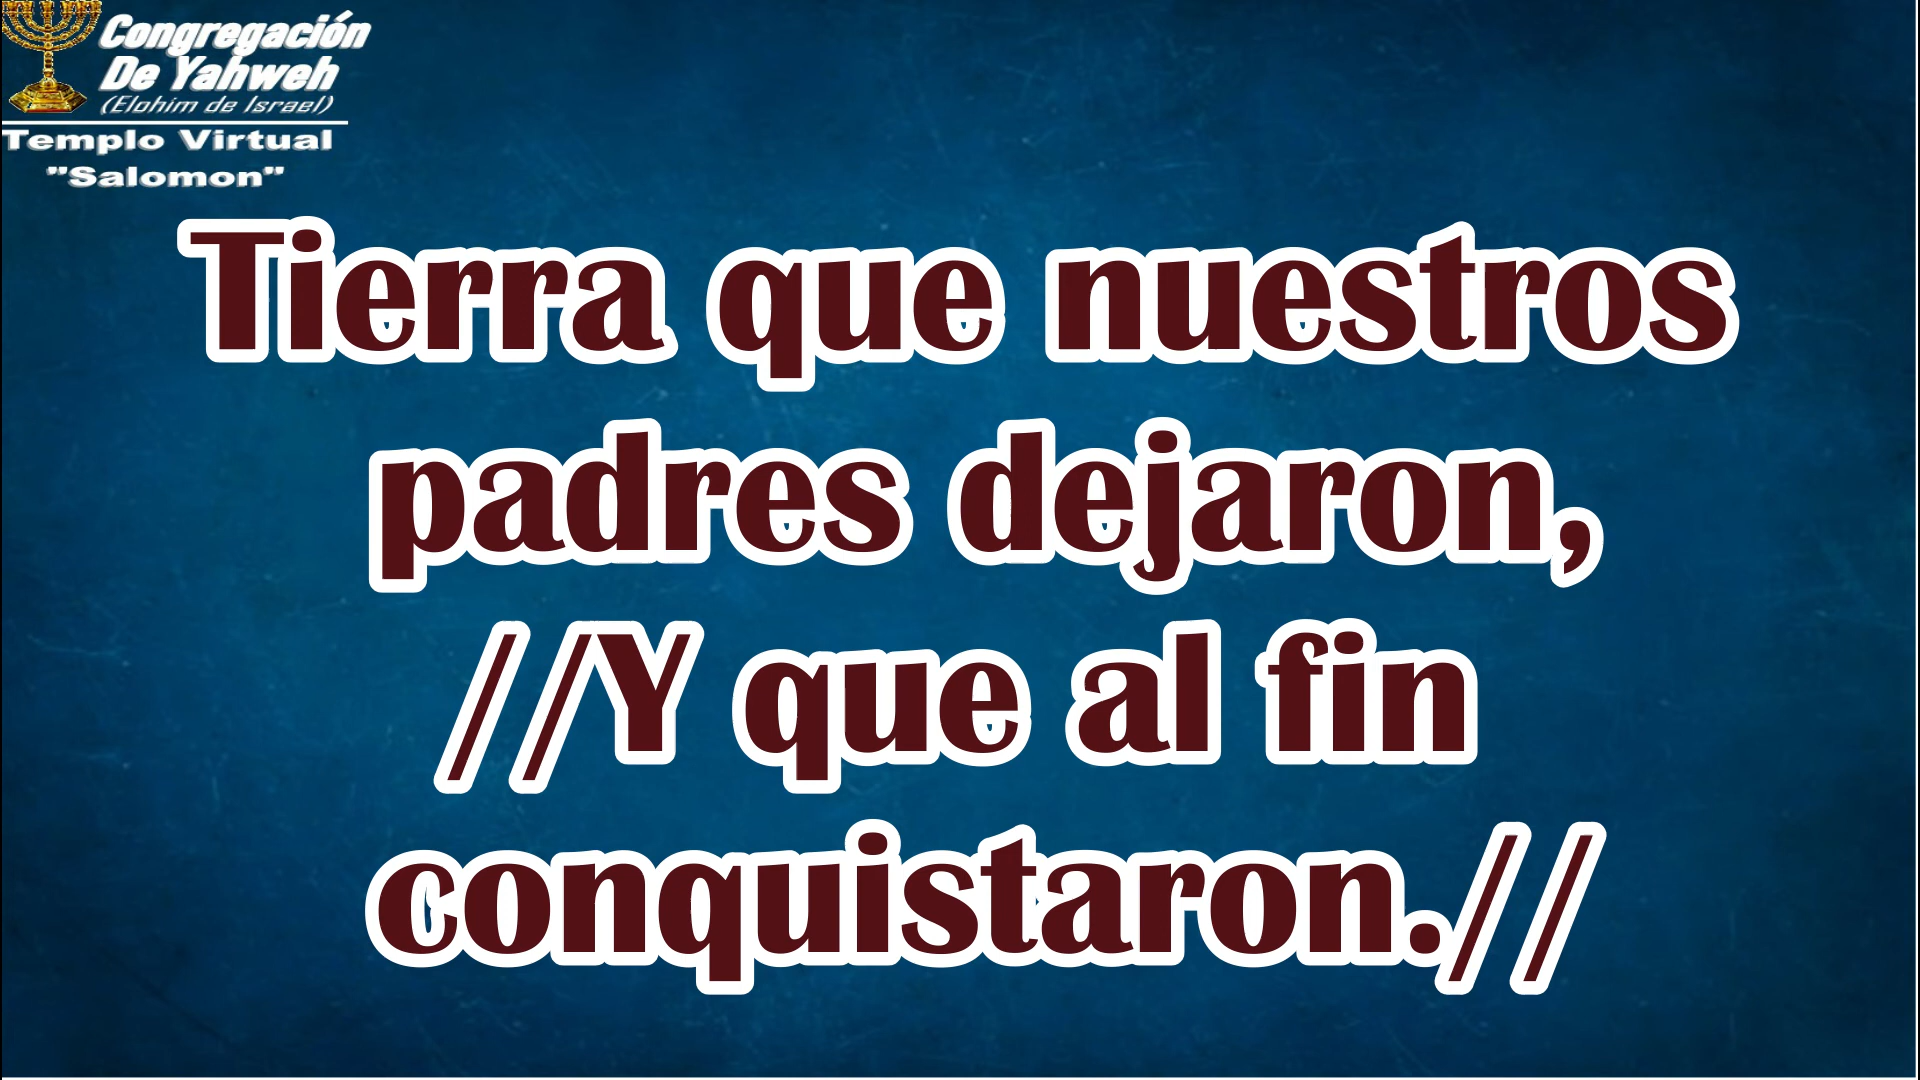 Congregación
De Yahweh
(Elohim de Israel)
Templo Virtual
"Salomon"
Tierra que nuestros
padres dejaron,
//Y que al fin
conquistaron.//